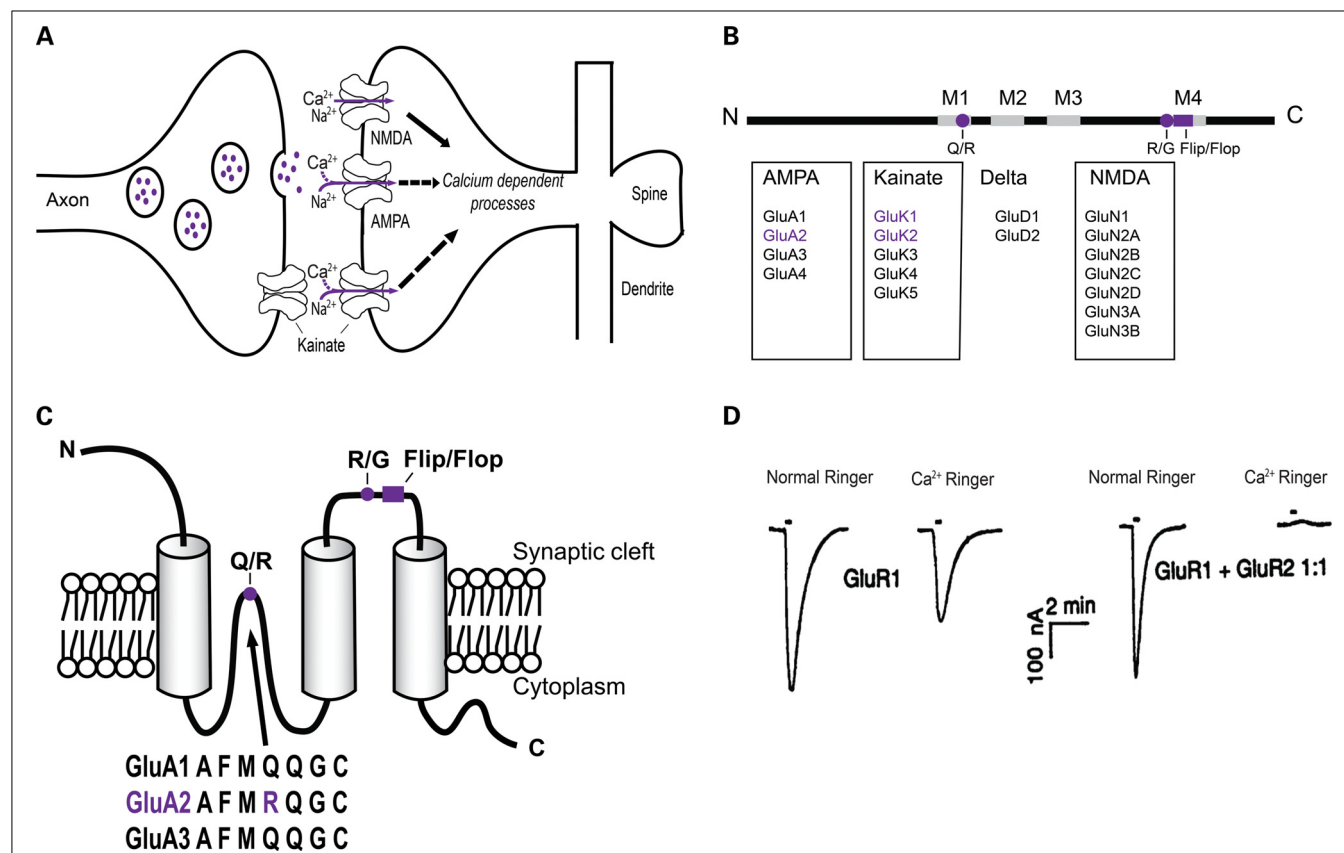 A
Ca2+
Na2+
NMDA
Ca2+
Na2+
AMPA
Calcium dependent
processes
Axon
Spine
Ca2+
Na2+
Dendrite
Kainate
B
M1 M2 M3 M4
N C
Q/R R/G Flip/Flop
AMPA
GluA1
GluA2
GluA3
GluA4
Kainate
GluK1
GluK2
GluK3
GluK4
GluK5
Delta
GluD1
GluD2
NMDA
GluN1
GluN2A
GluN2B
GluN2C
GluN2D
GluN3A
GluN3B
C
N
R/G Flip/Flop
Q/R
Synaptic cleft
Cytoplasm
C
GluA1 A F M Q Q G C
GluA2 A F M R Q G C
GluA3 A F M Q Q G C
D
Normal Ringer Ca2+ Ringer
GluR1
2 min
100 nA
Normal Ringer Ca2+ Ringer
GluR1 + GluR2 1:1